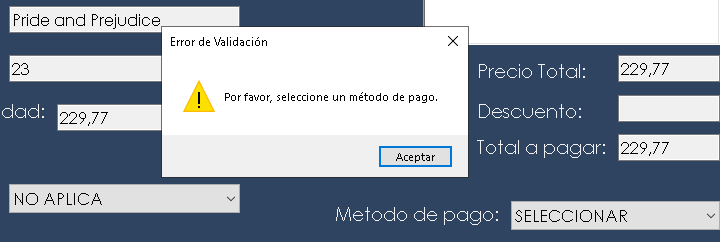 Pride and Prejudice
Error de Validación
23
Por favor, seleccione un método de pago.
Precio Total:
229,77
dad:
229,77
Descuento:
Aceptar
Total a pagar:
229,77
NO APLICA
Metodo de pago:
SELECCIONAR